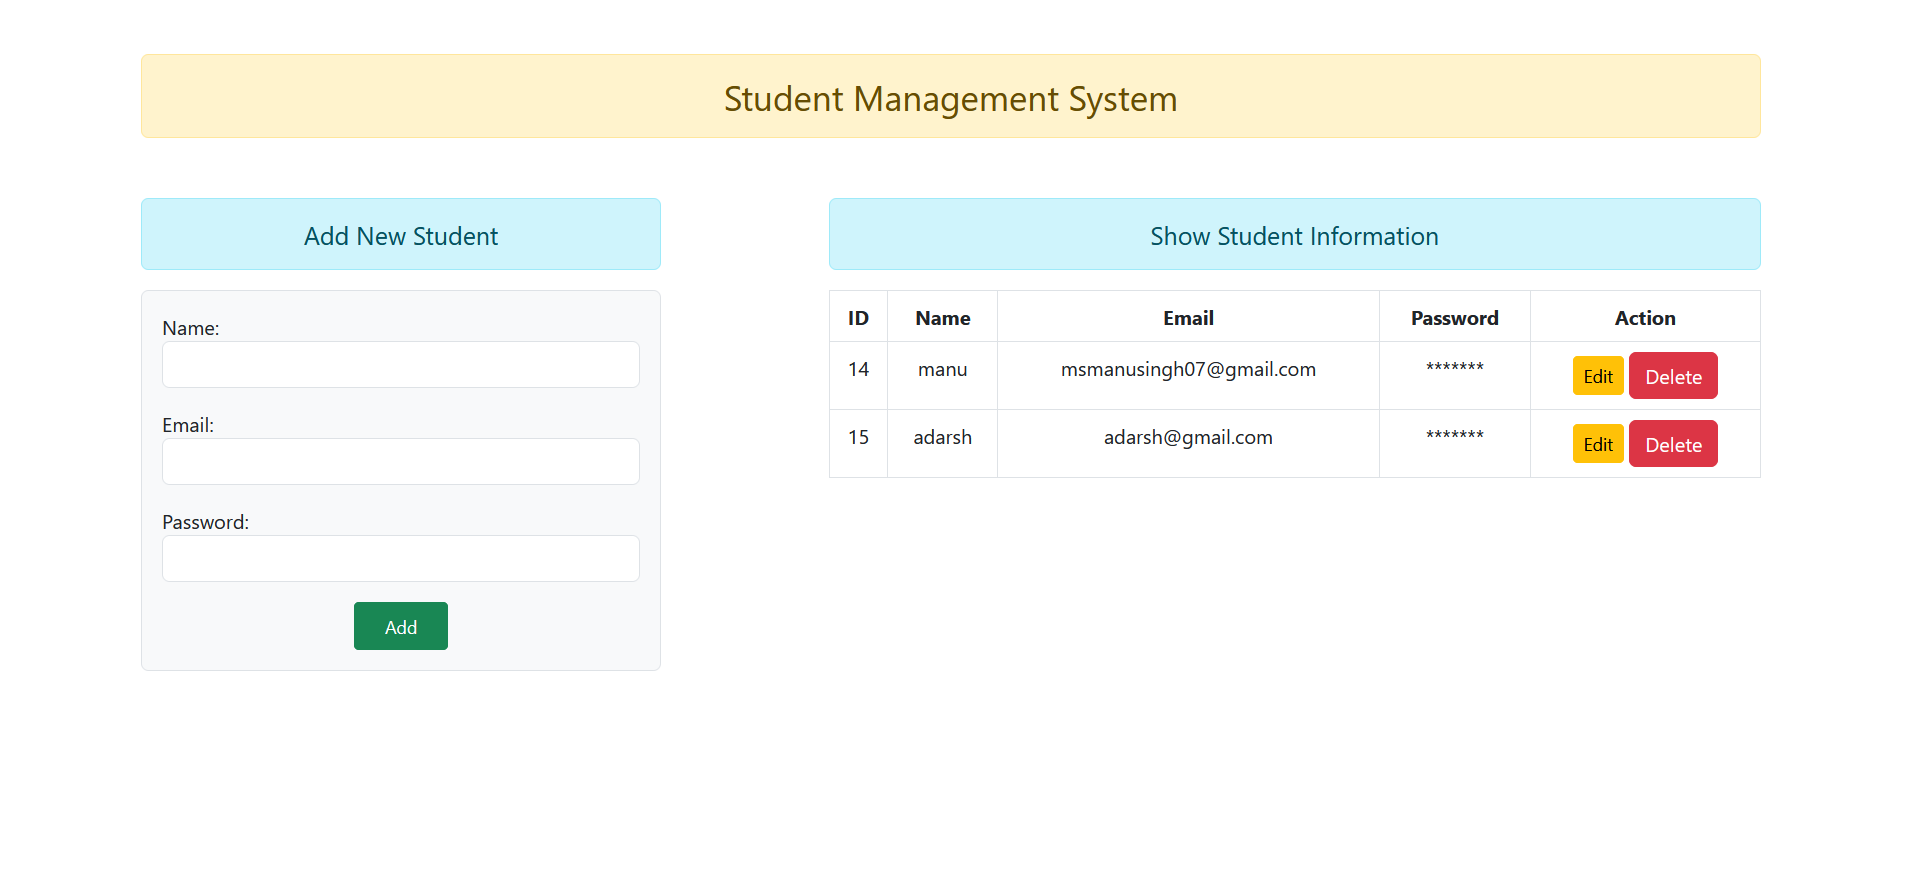 Student Management System
Add New Student
Name:
Email:
Password:
Add
Show Student Information
ID Name Email Password Action
14 manu msmanusingh07@gmail.com ******* Edit Delete
15 adarsh adarsh@gmail.com ******* Edit Delete